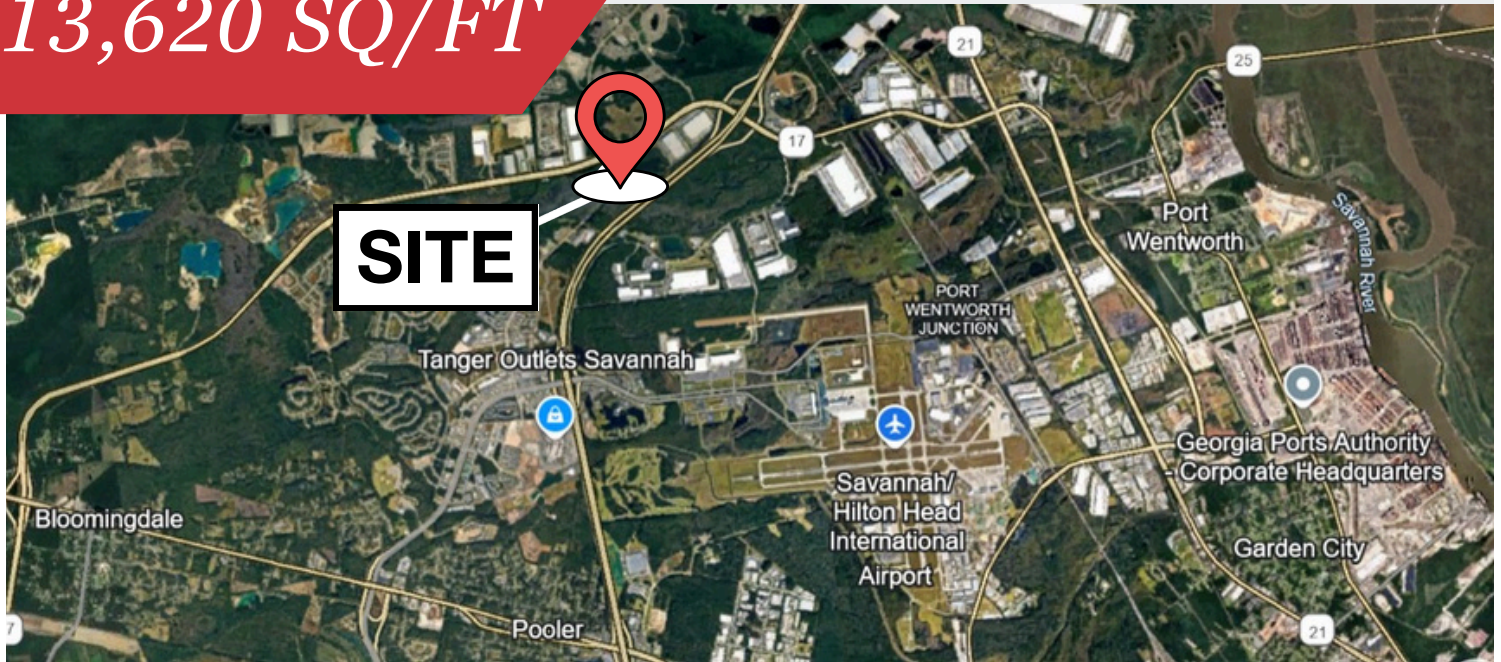 13,620 SQ/FT
21
25
17
SITE
Port
Wentworth
Savannah River
PORT
WENTWORTH
JUNCTION
Tanger Outlets Savannah
Georgia Ports Authority
- Corporate Headquarters
Savannah/
Hilton Head
International
Airport
Bloomingdale
Garden City
Pooler
7
21